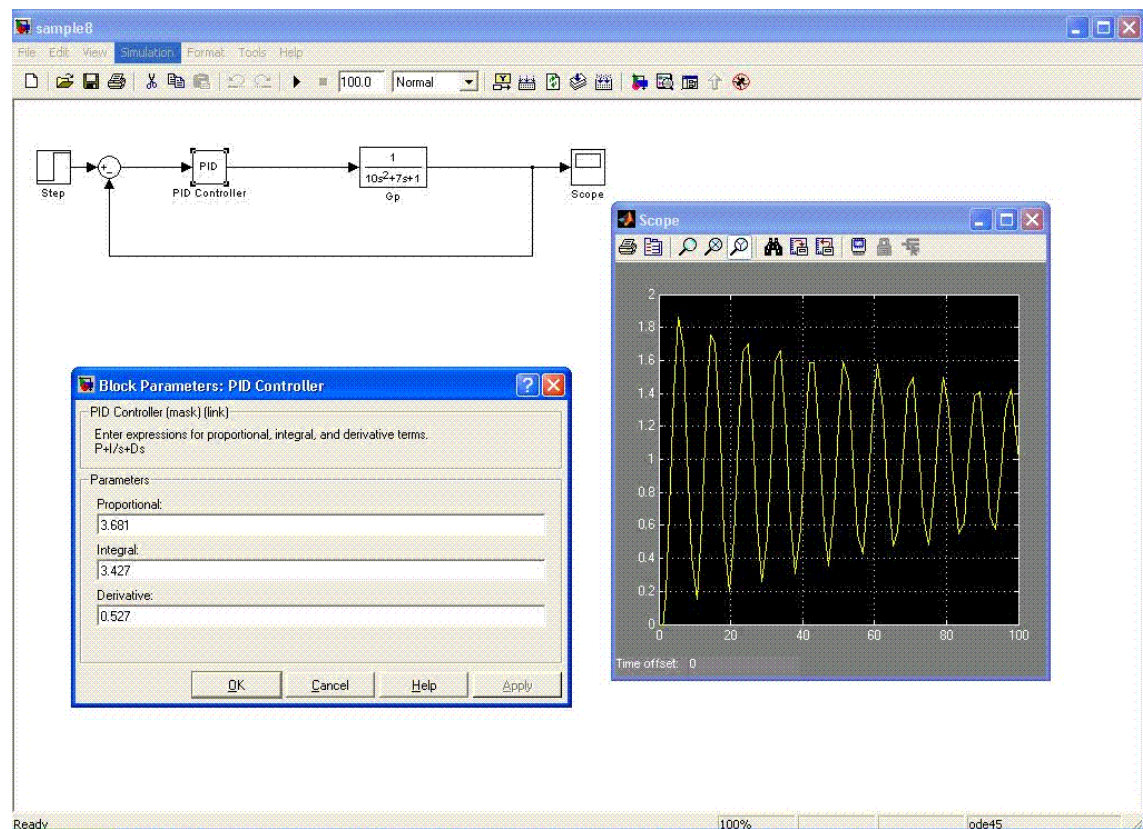 sample8
File Edit View Simulation Format Tools Help
100.0 Normal
Step
PID
PID Controller
1
10s²+7s+1
Gp
Scope
Scope
2
1.8
1.6
1.4
1.2
1
0.8
0.6
0.4
0.2
0
0 20 40 60 80 100
Time offset: 0
Block Parameters: PID Controller
PID Controller (mask) (link)
Enter expressions for proportional, integral, and derivative terms.
P+I/s+Ds
Parameters
Proportional:
3.681
Integral:
3.427
Derivative:
0.527
OK Cancel Help Apply
Ready 100% ode45